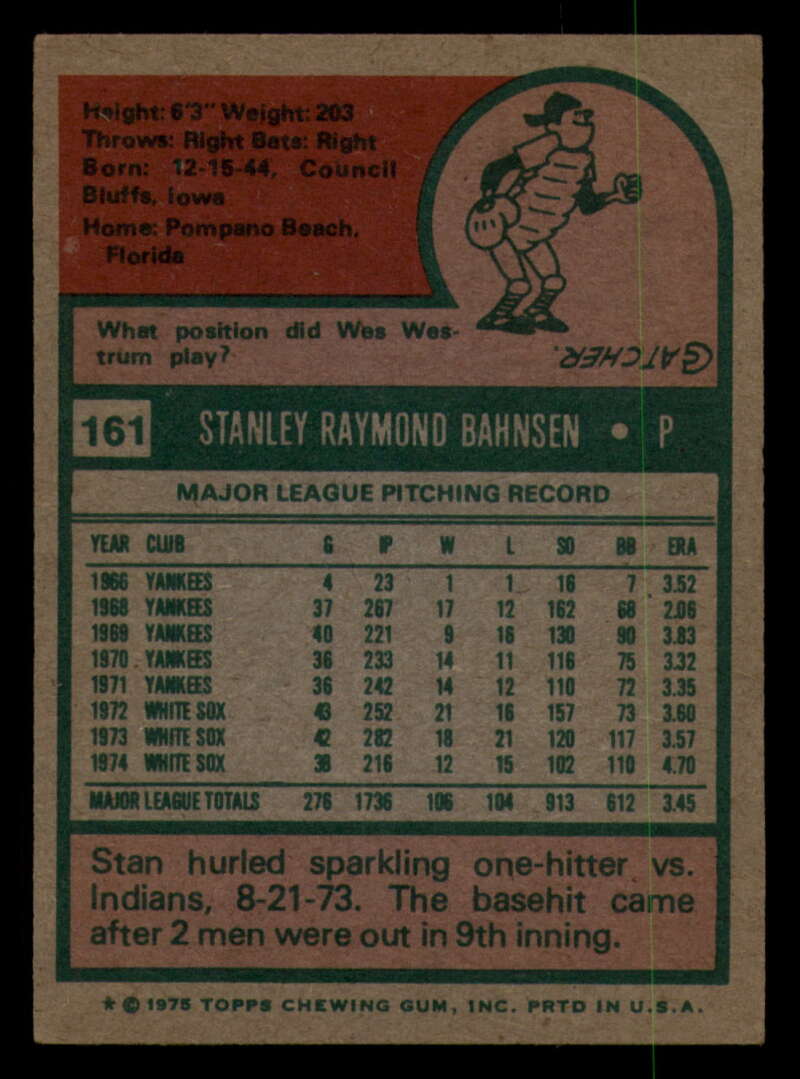 Height: 6'3" Weight: 203
Throws: Right Bats: Right
Born: 12-15-44, Council
Bluffs, Iowa
Home: Pompano Beach,
Florida
What position did Wes Wes-
trum play?
CATCHER.
161 STANLEY RAYMOND BAHNSEN • P
MAJOR LEAGUE PITCHING RECORD
YEAR CLUB G IP W L SO BB ERA
1966 YANKEES 4 23 1 1 16 7 3.52
1968 YANKEES 37 267 17 12 162 68 2.06
1969 YANKEES 40 221 9 16 130 90 3.83
1970 YANKEES 36 233 14 11 116 75 3.32
1971 YANKEES 36 242 14 12 110 72 3.35
1972 WHITE SOX 43 252 21 16 157 73 3.60
1973 WHITE SOX 42 282 18 21 120 117 3.57
1974 WHITE SOX 38 216 12 15 102 110 4.70
MAJOR LEAGUE TOTALS 276 1736 106 104 913 612 3.45
Stan hurled sparkling one-hitter vs.
Indians, 8-21-73. The basehit came
after 2 men were out in 9th inning.
* © 1975 TOPPS CHEWING GUM, INC. PRTD IN U.S.A.